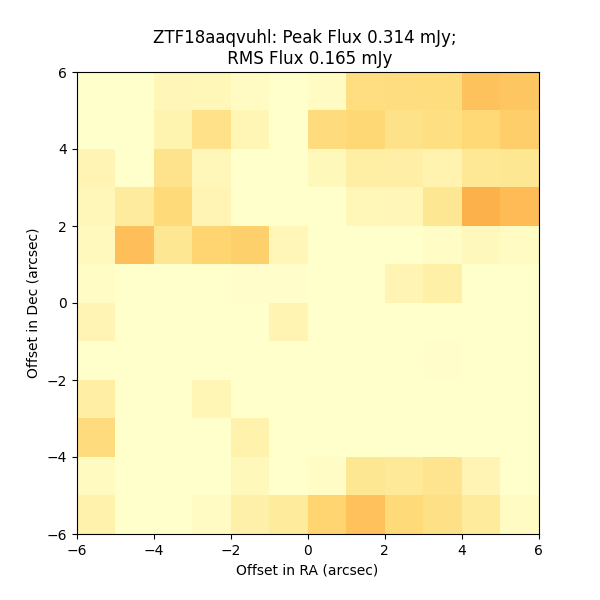 ZTF18aaqvuhl: Peak Flux 0.314 mJy;
RMS Flux 0.165 mJy
6
4
2
0
−2
−4
−6
Offset in Dec (arcsec)
−6 −4 −2 0 2 4 6
Offset in RA (arcsec)